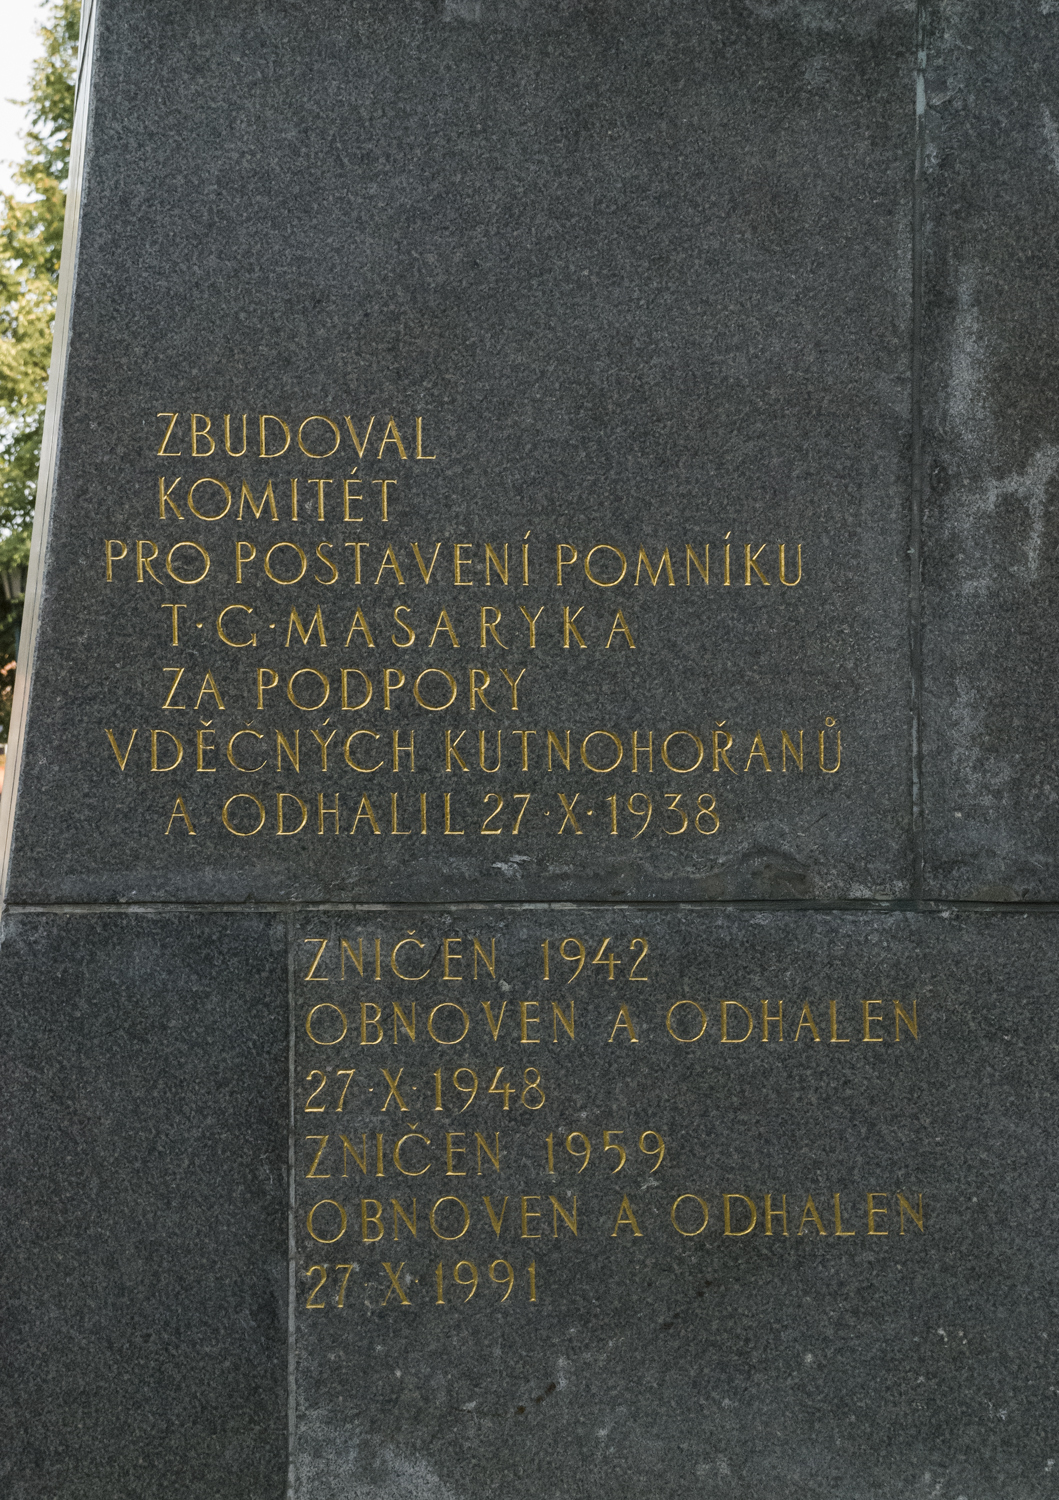 ZBUDOVAL
KOMITÉT
PRO POSTAVENÍ POMNÍKU
T·G·MASARYKA
ZA PODPORY
VDĚČNÝCH KUTNOHOŘANŮ
A ODHALIL 27·X·1938
ZNIČEN 1942
OBNOVEN A ODHALEN
27·X·1948
ZNIČEN 1959
OBNOVEN A ODHALEN
27·X·1991